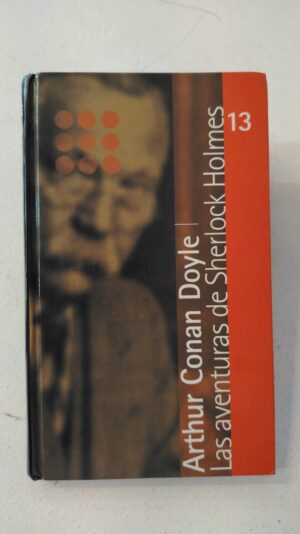 13
Arthur Conan Doyle
Las aventuras de Sherlock Holmes